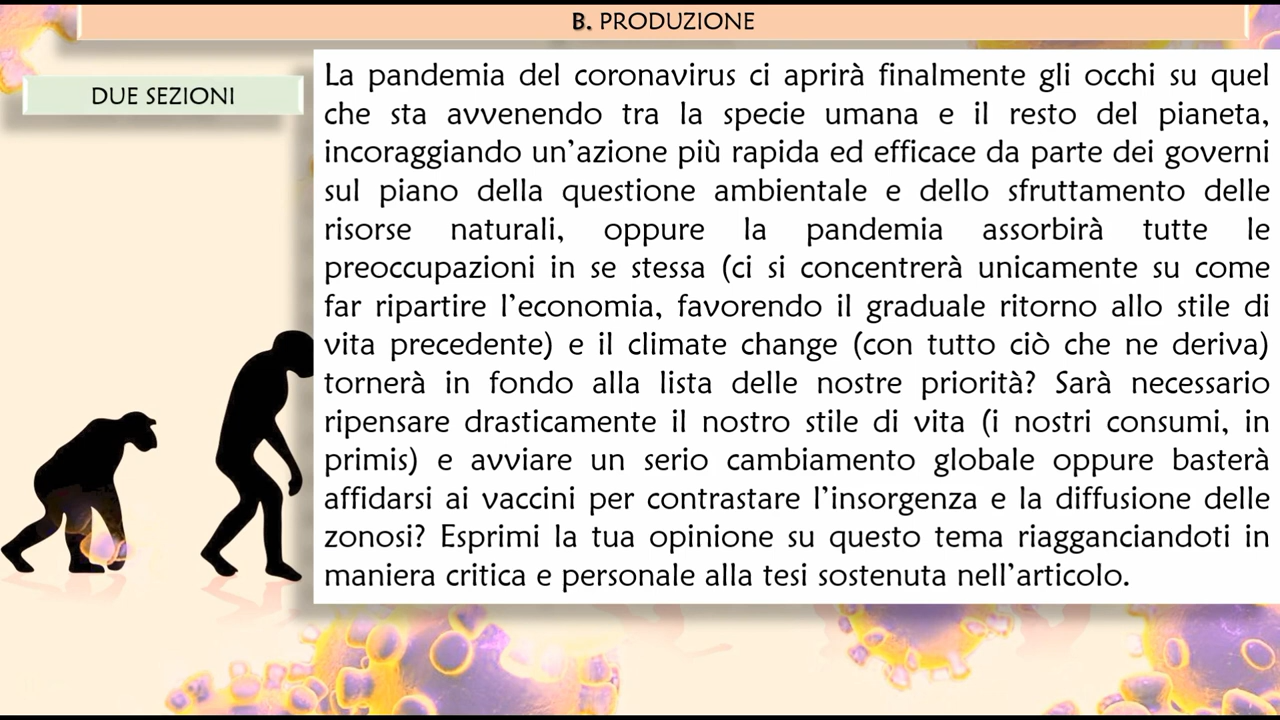 B. PRODUZIONE
DUE SEZIONI
La pandemia del coronavirus ci aprirà finalmente gli occhi su quel
che sta avvenendo tra la specie umana e il resto del pianeta,
incoraggiando un'azione più rapida ed efficace da parte dei governi
sul piano della questione ambientale e dello sfruttamento delle
risorse naturali, oppure la pandemia assorbirà tutte le
preoccupazioni in se stessa (ci si concentrerà unicamente su come
far ripartire l'economia, favorendo il graduale ritorno allo stile di
vita precedente) e il climate change (con tutto ciò che ne deriva)
tornerà in fondo alla lista delle nostre priorità? Sarà necessario
ripensare drasticamente il nostro stile di vita (i nostri consumi, in
primis) e avviare un serio cambiamento globale oppure basterà
affidarsi ai vaccini per contrastare l'insorgenza e la diffusione delle
zonosi? Esprimi la tua opinione su questo tema riagganciandoti in
maniera critica e personale alla tesi sostenuta nell'articolo.